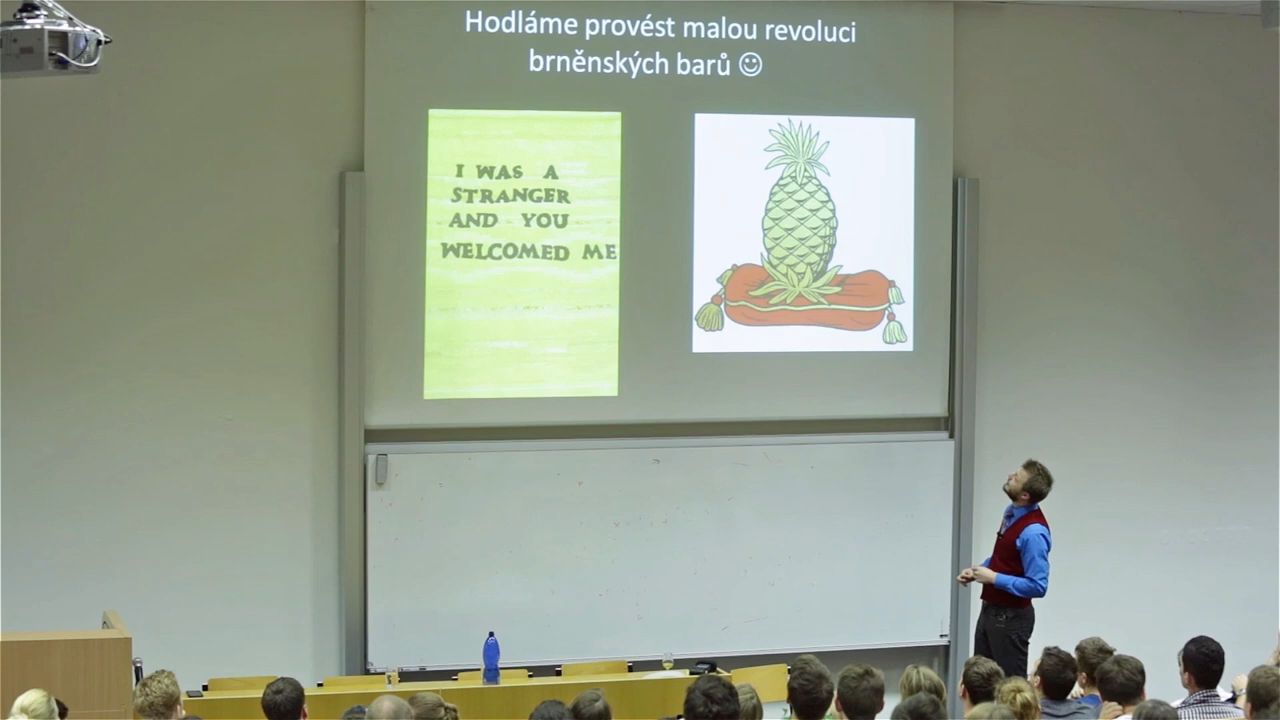 Hodláme provést malou revoluci
brněnských barů ☺
I WAS A
STRANGER
AND YOU
WELCOMED ME